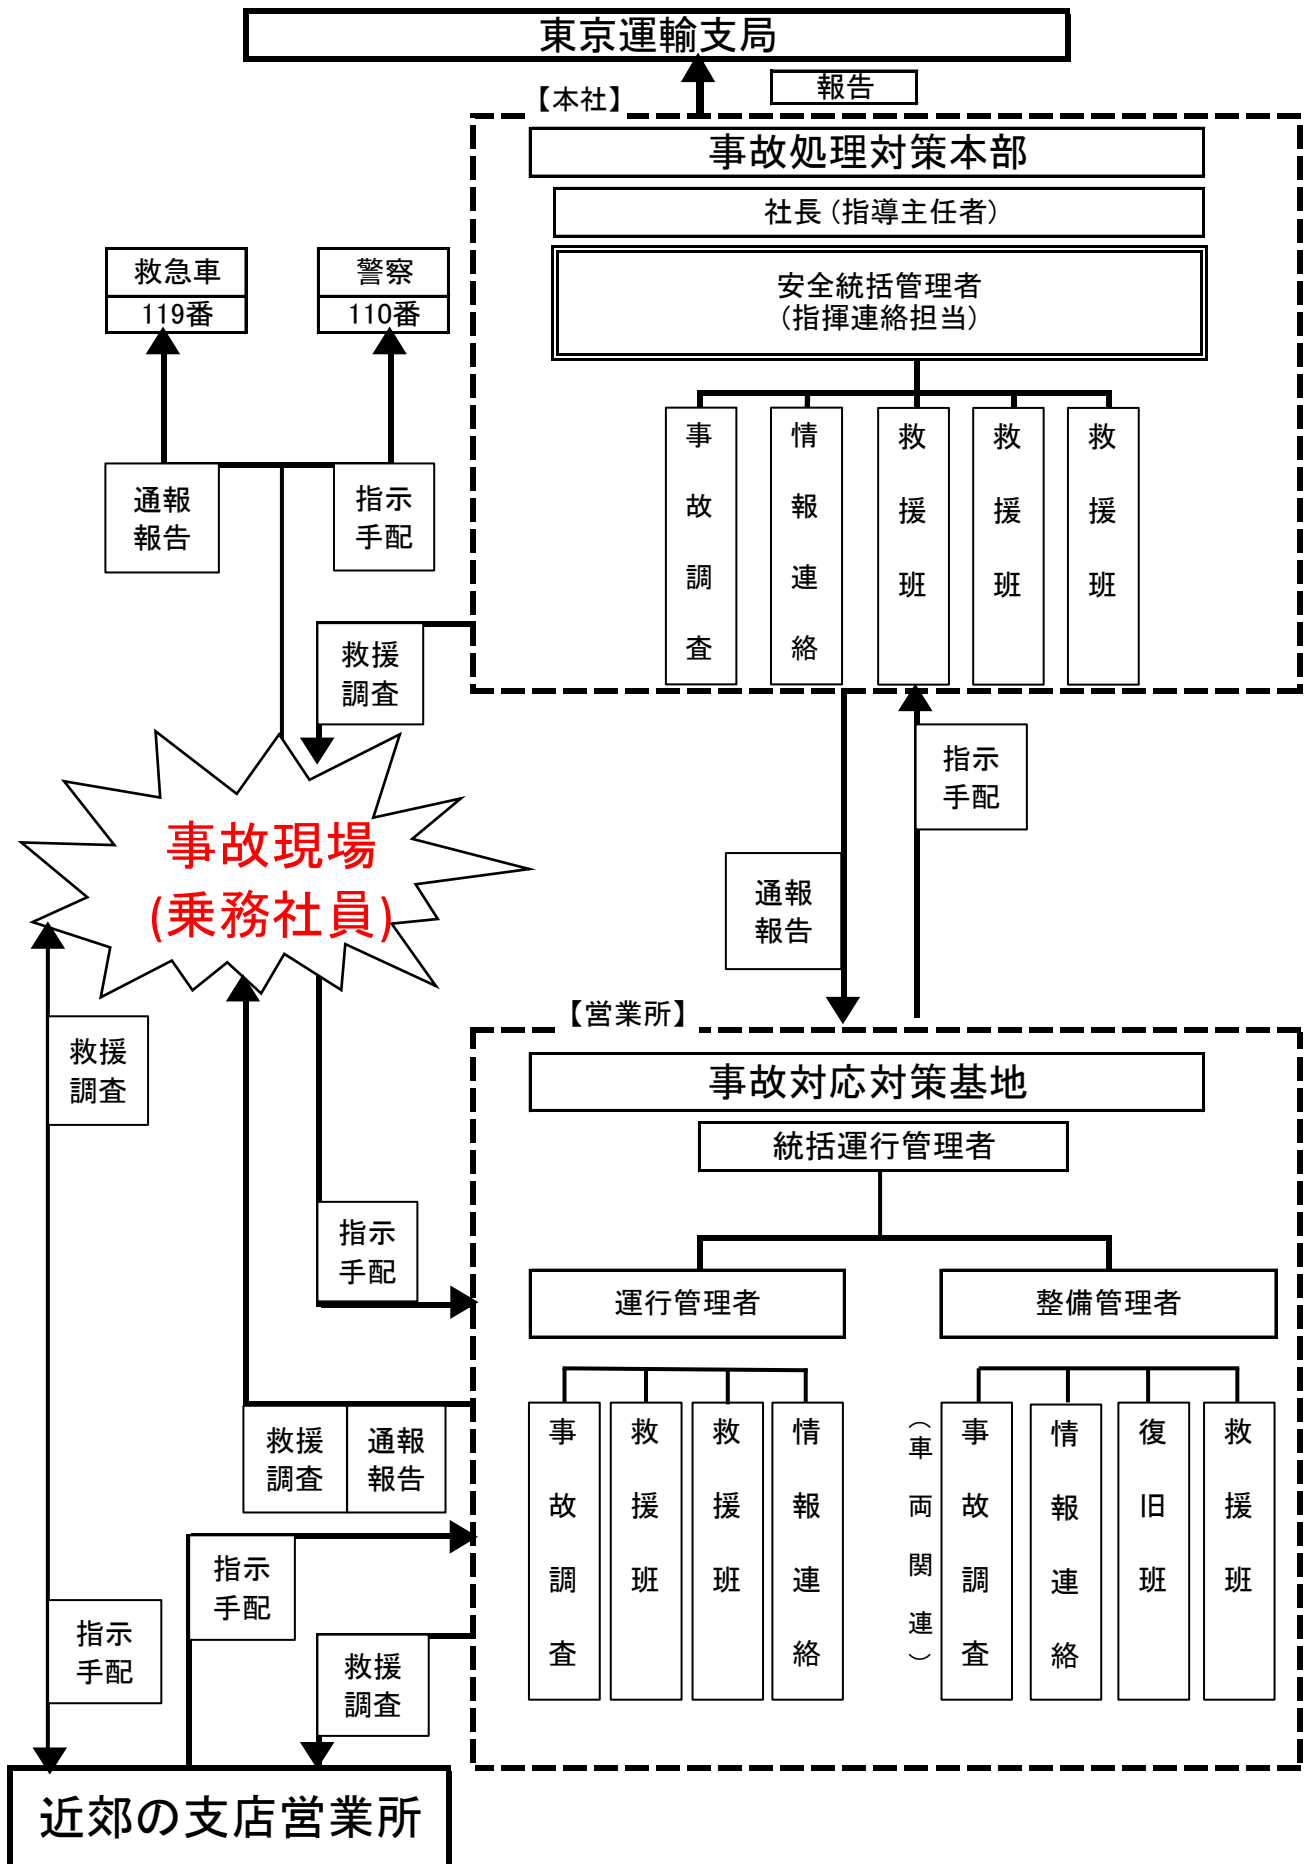 東京運輸支局
報告
【本社】
事故処理対策本部
社長（指導主任者）
安全統括管理者
（指揮連絡担当）
事故調査
情報連絡
救援班
救援班
救援班
救急車
119番
警察
110番
通報
報告
指示
手配
救援
調査
事故現場
(乗務社員)
指示
手配
通報
報告
救援
調査
【営業所】
事故対応対策基地
統括運行管理者
運行管理者
整備管理者
事故調査
救援班
救援班
情報連絡
（車両関連）
事故調査
情報連絡
復旧班
救援班
指示
手配
救援
調査
通報
報告
指示
手配
指示
手配
救援
調査
近郊の支店営業所